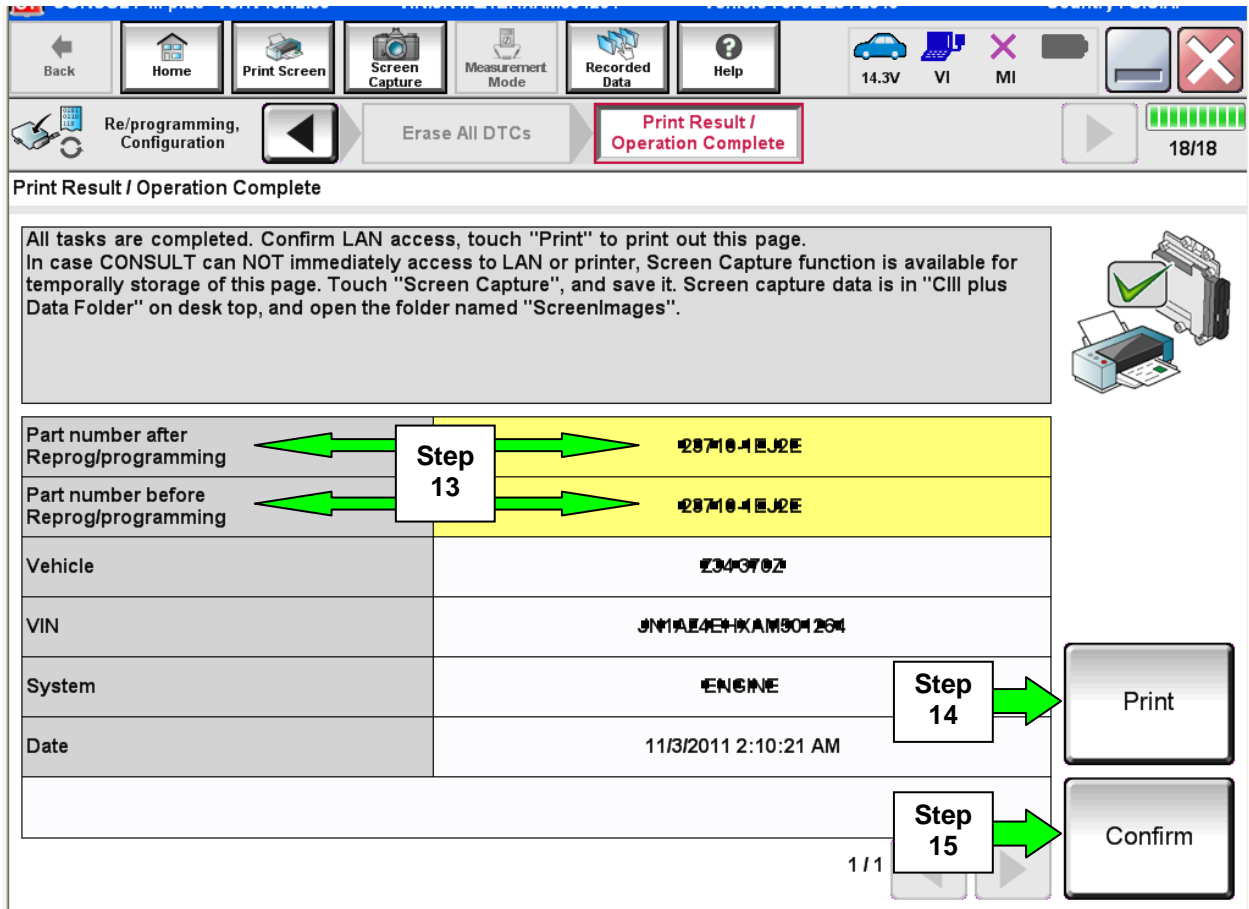 Back
Home
Print Screen
Screen
Capture
Measurement
Mode
Recorded
Data
Help
14.3V
VI
MI
Re/programming,
Configuration
Erase All DTCs
Print Result /
Operation Complete
18/18
Print Result / Operation Complete
All tasks are completed. Confirm LAN access, touch "Print" to print out this page.
In case CONSULT can NOT immediately access to LAN or printer, Screen Capture function is available for
temporally storage of this page. Touch "Screen Capture", and save it. Screen capture data is in "CIII plus
Data Folder" on desk top, and open the folder named "ScreenImages".
Part number after
Reprog/programming
Step
13
Part number before
Reprog/programming
Vehicle
VIN
System
ENGINE
Step
14
Print
Date
11/3/2011 2:10:21 AM
Step
15
Confirm
1 / 1